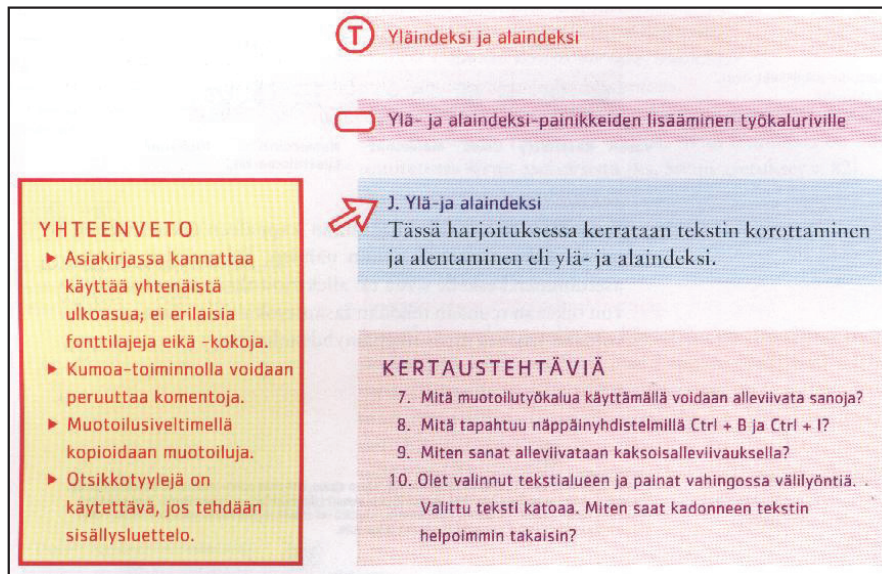 T Yläindeksi ja alaindeksi
Ylä- ja alaindeksi-painikkeiden lisääminen työkaluriville
J. Ylä-ja alaindeksi
Tässä harjoituksessa kerrataan tekstin korottaminen
ja alentaminen eli ylä- ja alaindeksi.
YHTEENVETO
▶ Asiakirjassa kannattaa
käyttää yhtenäistä
ulkoasua; ei erilaisia
fonttilajeja eikä -kokoja.
▶ Kumoa-toiminnolla voidaan
peruuttaa komentoja.
▶ Muotoilusiveltimellä
kopioidaan muotoiluja.
▶ Otsikkotyylejä on
käytettävä, jos tehdään
sisällysluettelo.
KERTAUSTEHTÄVIÄ
7. Mitä muotoilutyökalua käyttämällä voidaan alleviivata sanoja?
8. Mitä tapahtuu näppäinyhdistelmillä Ctrl + B ja Ctrl + I?
9. Miten sanat alleviivataan kaksoisalleviivauksella?
10. Olet valinnut tekstialueen ja painat vahingossa välilyöntiä.
Valittu teksti katoaa. Miten saat kadonneen tekstin
helpoimmin takaisin?